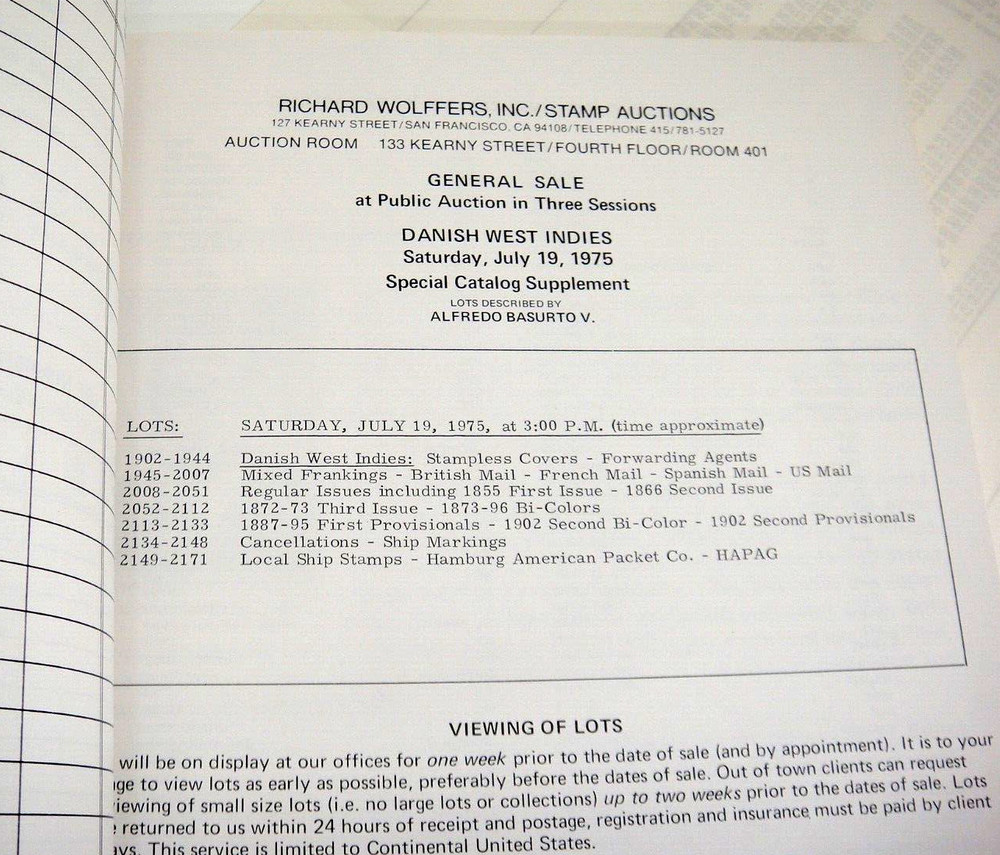 RICHARD WOLFFERS, INC./STAMP AUCTIONS
127 KEARNY STREET/SAN FRANCISCO, CA 94108/TELEPHONE 415/781-5127
AUCTION ROOM 133 KEARNY STREET/FOURTH FLOOR/ROOM 401
GENERAL SALE
at Public Auction in Three Sessions
DANISH WEST INDIES
Saturday, July 19, 1975
Special Catalog Supplement
LOTS DESCRIBED BY
ALFREDO BASURTO V.
LOTS: SATURDAY, JULY 19, 1975, at 3:00 P.M. (time approximate)
1902-1944 Danish West Indies: Stampless Covers - Forwarding Agents
1945-2007 Mixed Frankings - British Mail - French Mail - Spanish Mail - US Mail
2008-2051 Regular Issues including 1855 First Issue - 1866 Second Issue
2052-2112 1872-73 Third Issue - 1873-96 Bi-Colors
2113-2133 1887-95 First Provisionals - 1902 Second Bi-Color - 1902 Second Provisionals
2134-2148 Cancellations - Ship Markings
2149-2171 Local Ship Stamps - Hamburg American Packet Co. - HAPAG
VIEWING OF LOTS
will be on display at our offices for one week prior to the date of sale (and by appointment). It is to your
ge to view lots as early as possible, preferably before the dates of sale. Out of town clients can request
iewing of small size lots (i.e. no large lots or collections) up to two weeks prior to the dates of sale. Lots
returned to us within 24 hours of receipt and postage, registration and insurance must be paid by client
ays. This service is limited to Continental United States.